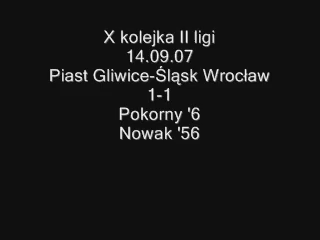 X kolejka II ligi
14.09.07
Piast Gliwice-Śląsk Wrocław
1-1
Pokorny '6
Nowak '56